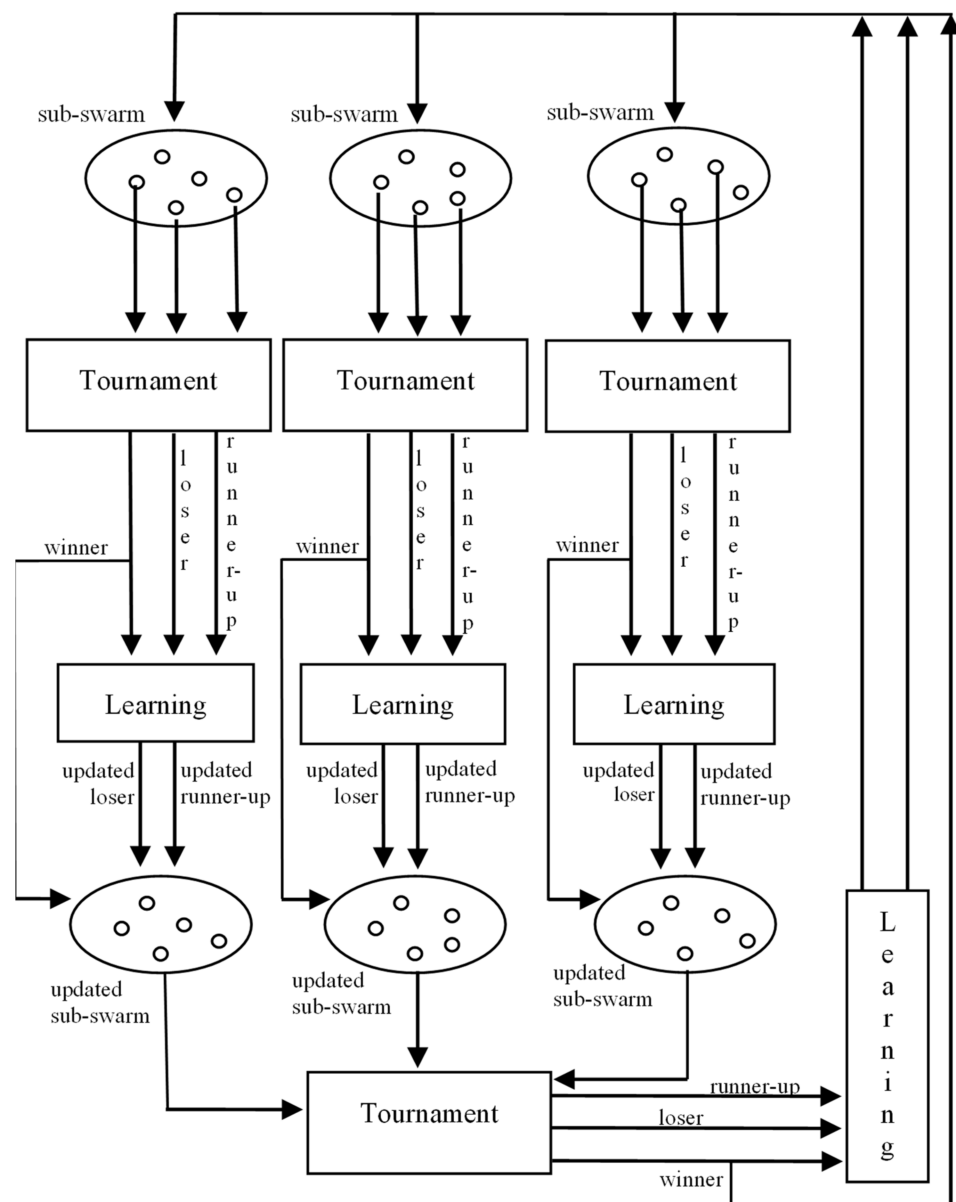 sub-swarm
sub-swarm
sub-swarm
Tournament
Tournament
Tournament
loser
runner-up
loser
runner-up
loser
runner-up
winner
winner
winner
Learning
Learning
Learning
updated
loser
updated
runner-up
updated
loser
updated
runner-up
updated
loser
updated
runner-up
updated
sub-swarm
updated
sub-swarm
updated
sub-swarm
Learning
Tournament
runner-up
loser
winner